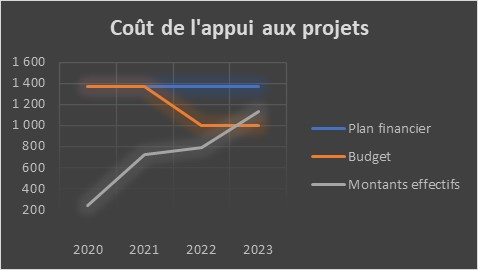 Coût de l'appui aux projets
1 600
1 400
1 200
1 000
800
600
400
200
2020 2021 2022 2023
Plan financier
Budget
Montants effectifs